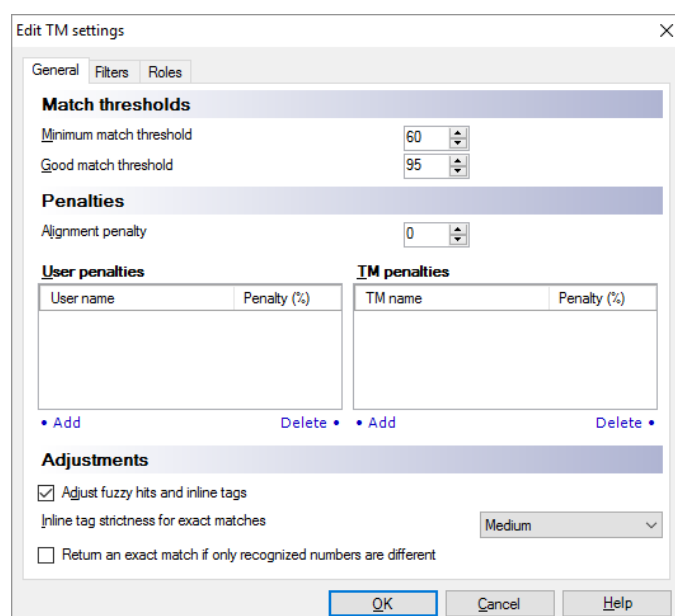 Edit TM settings
General Filters Roles
Match thresholds
Minimum match threshold 60
Good match threshold 95
Penalties
Alignment penalty 0
User penalties TM penalties
User name Penalty (%) TM name Penalty (%)
• Add Delete • • Add Delete •
Adjustments
Adjust fuzzy hits and inline tags
Inline tag strictness for exact matches Medium
Return an exact match if only recognized numbers are different
OK Cancel Help